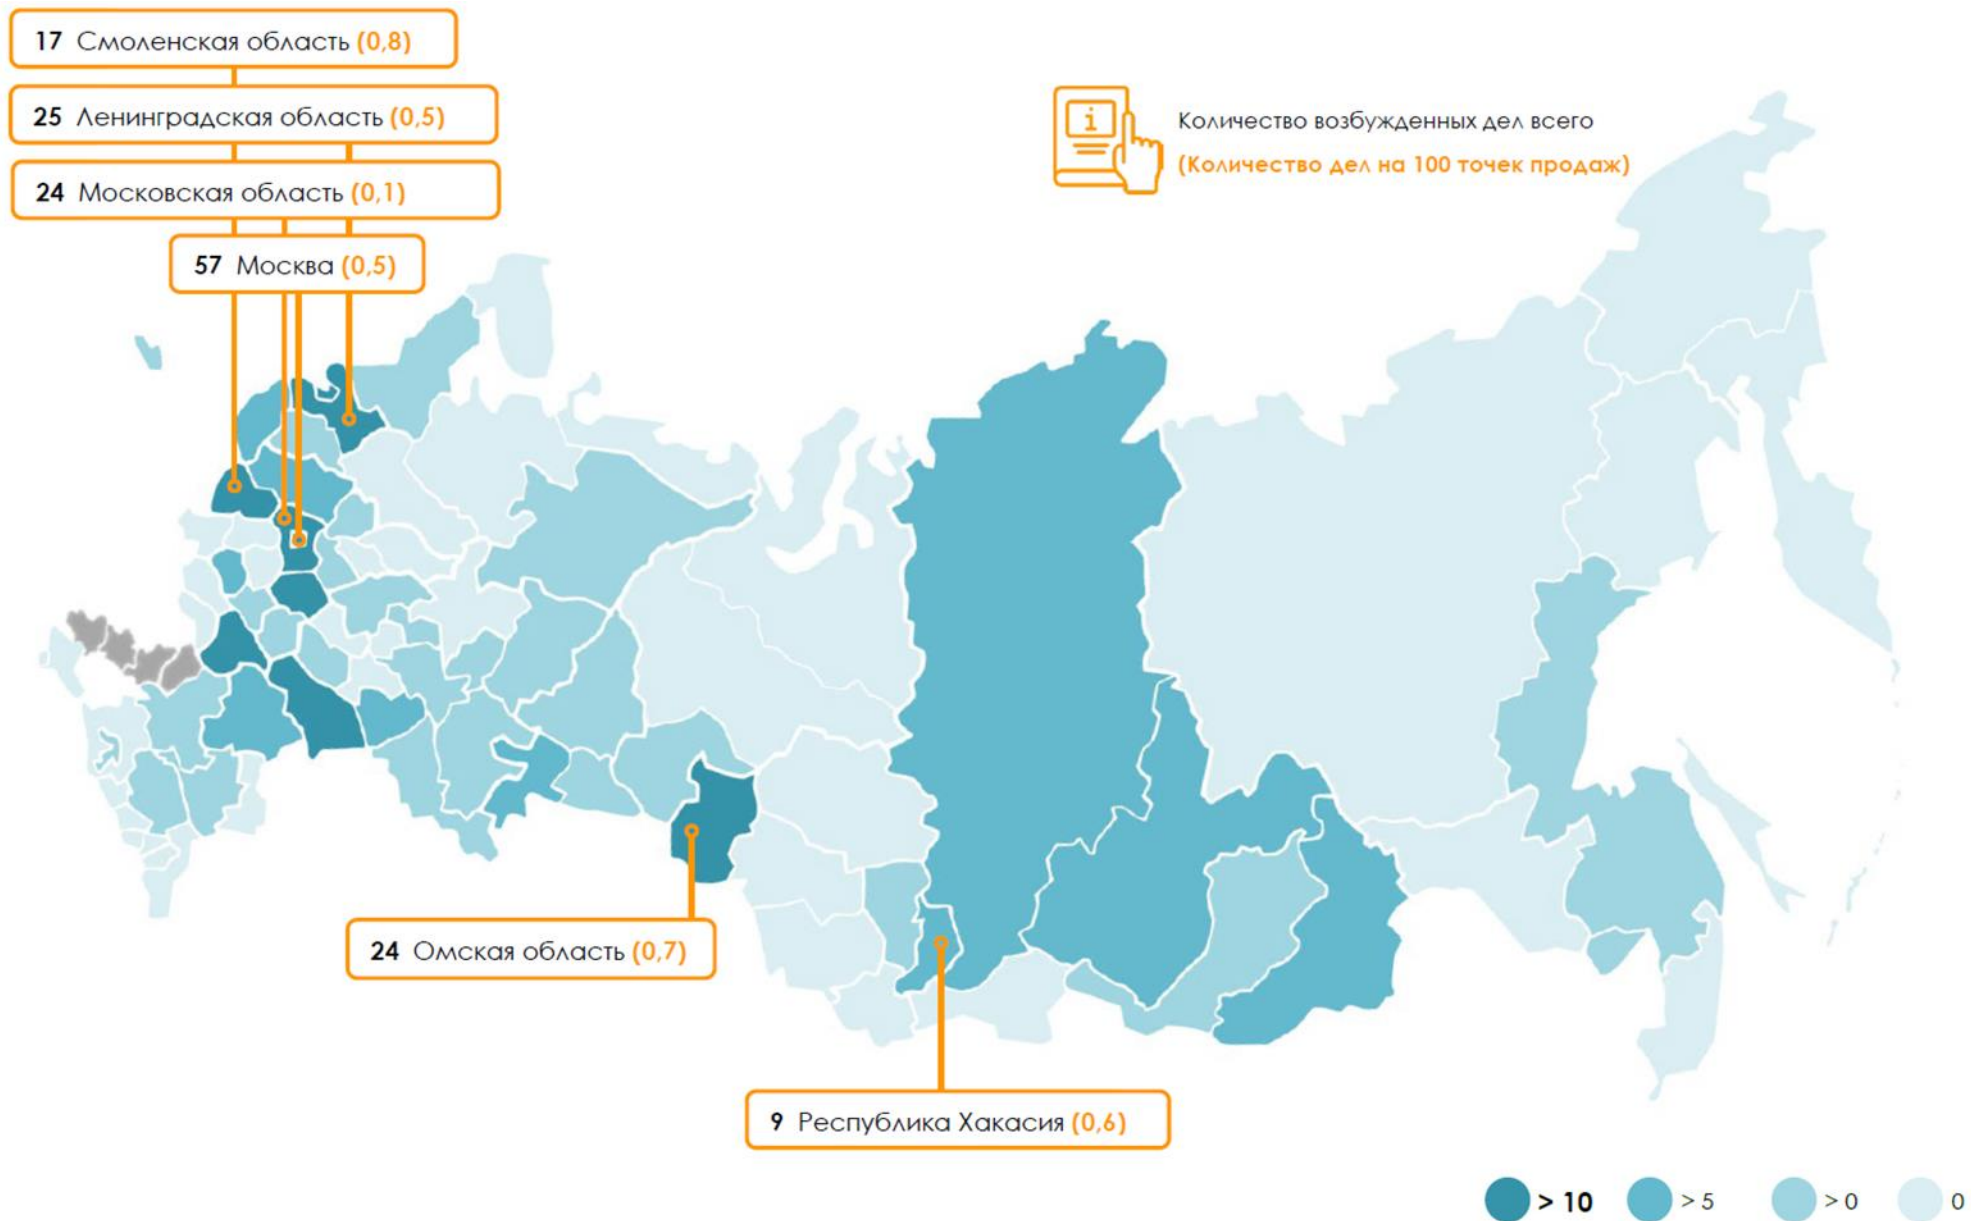 17 Смоленская область (0,8)
25 Ленинградская область (0,5)
24 Московская область (0,1)
57 Москва (0,5)
i
Количество возбужденных дел всего
(Количество дел на 100 точек продаж)
24 Омская область (0,7)
9 Республика Хакасия (0,6)
> 10 > 5 > 0 0